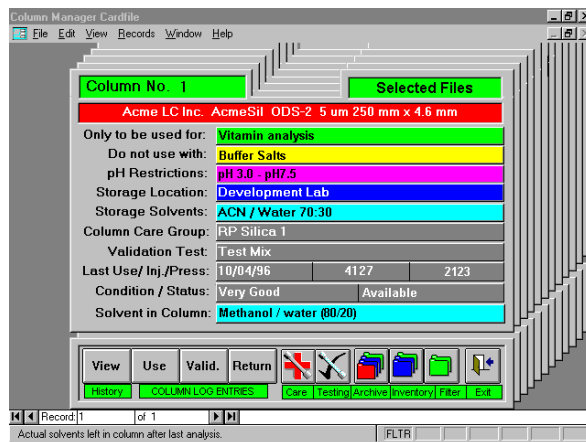 Column Manager Cardfile
File Edit View Records Window Help
Column No. 1 Selected Files
Acme LC Inc. AcmeSil ODS-2 5 um 250 mm x 4.6 mm
Only to be used for: Vitamin analysis
Do not use with: Buffer Salts
pH Restrictions: pH 3.0 - pH7.5
Storage Location: Development Lab
Storage Solvents: ACN / Water 70:30
Column Care Group: RP Silica 1
Validation Test: Test Mix
Last Use/ Inj./Press: 10/04/96 4127 2123
Condition / Status: Very Good Available
Solvent in Column: Methanol / water (80/20)
View Use Valid. Return
History COLUMN LOG ENTRIES Care Testing Archive Inventory Filter Exit
Record: 1 of 1
Actual solvents left in column after last analysis. FLTR